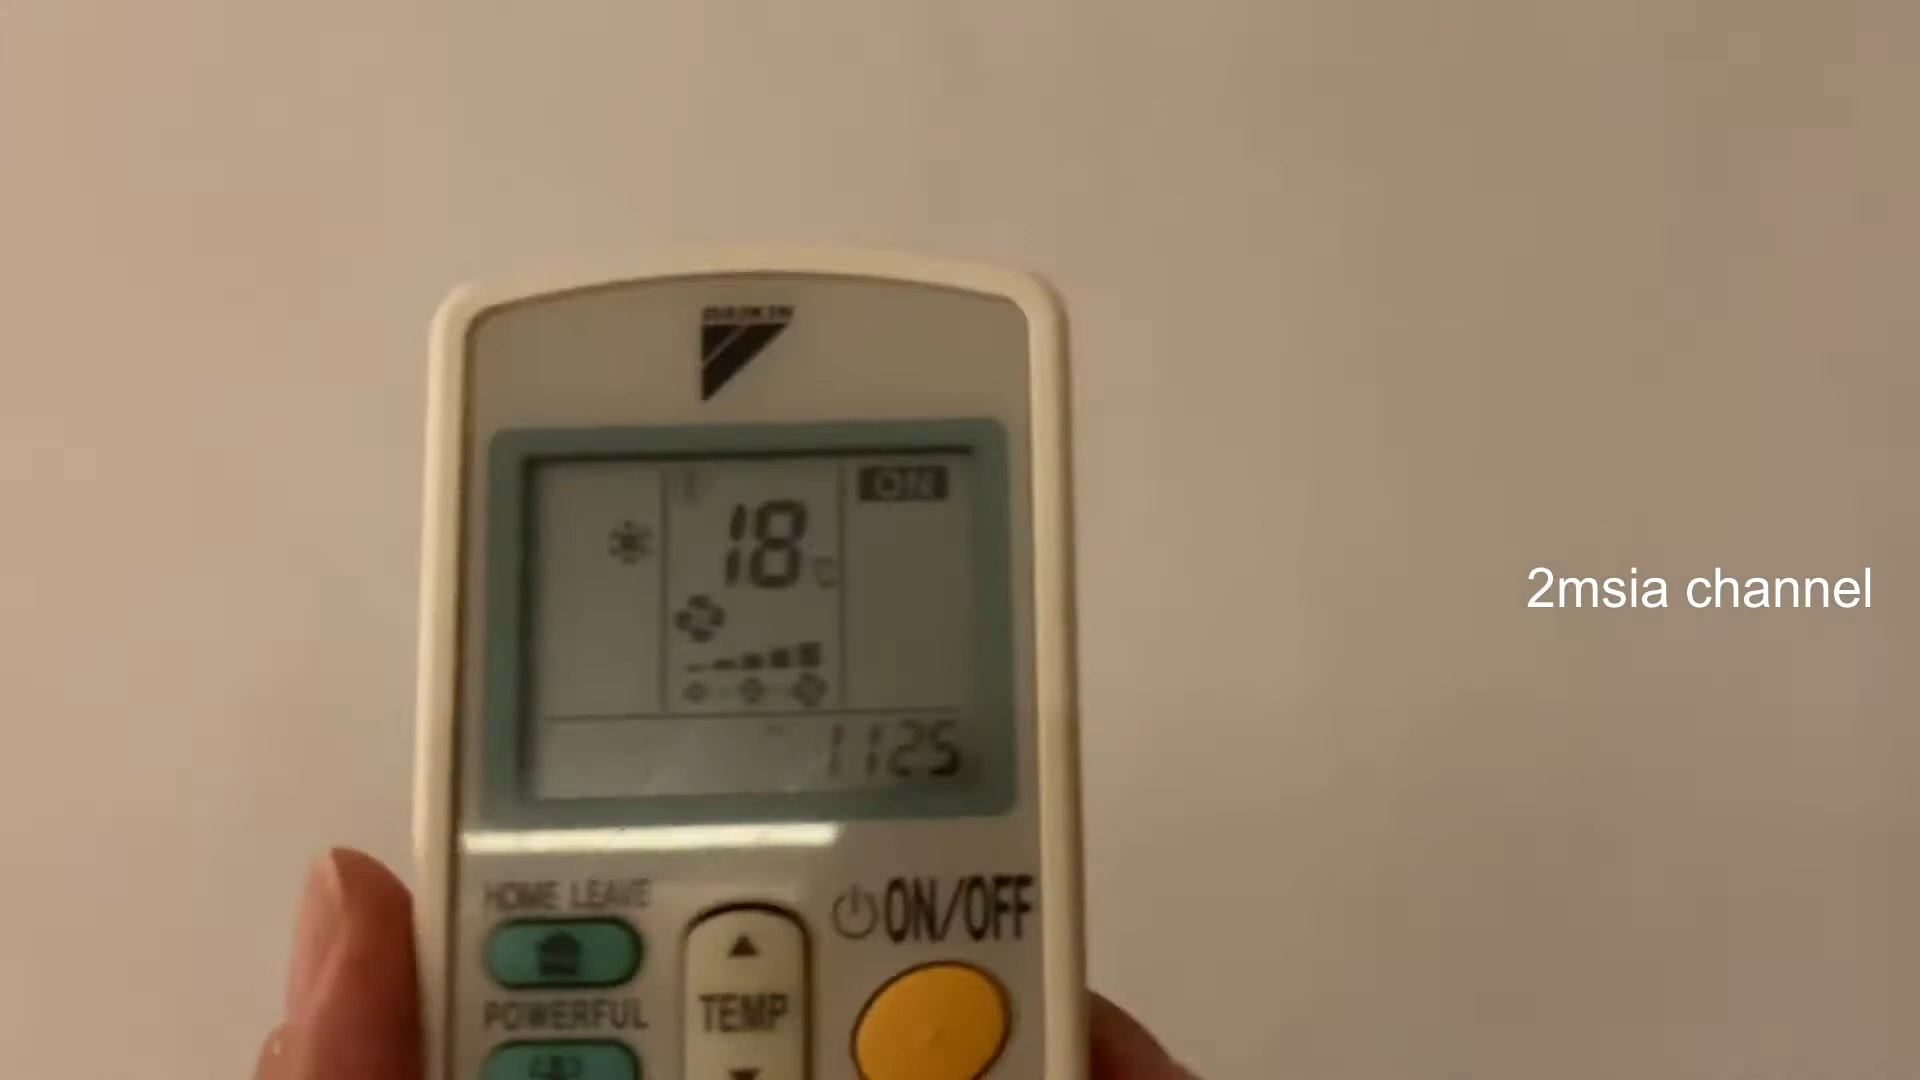 DAIKIN
ON
18 °C
1125
HOME LEAVE
ON/OFF
POWERFUL
TEMP
2msia channel